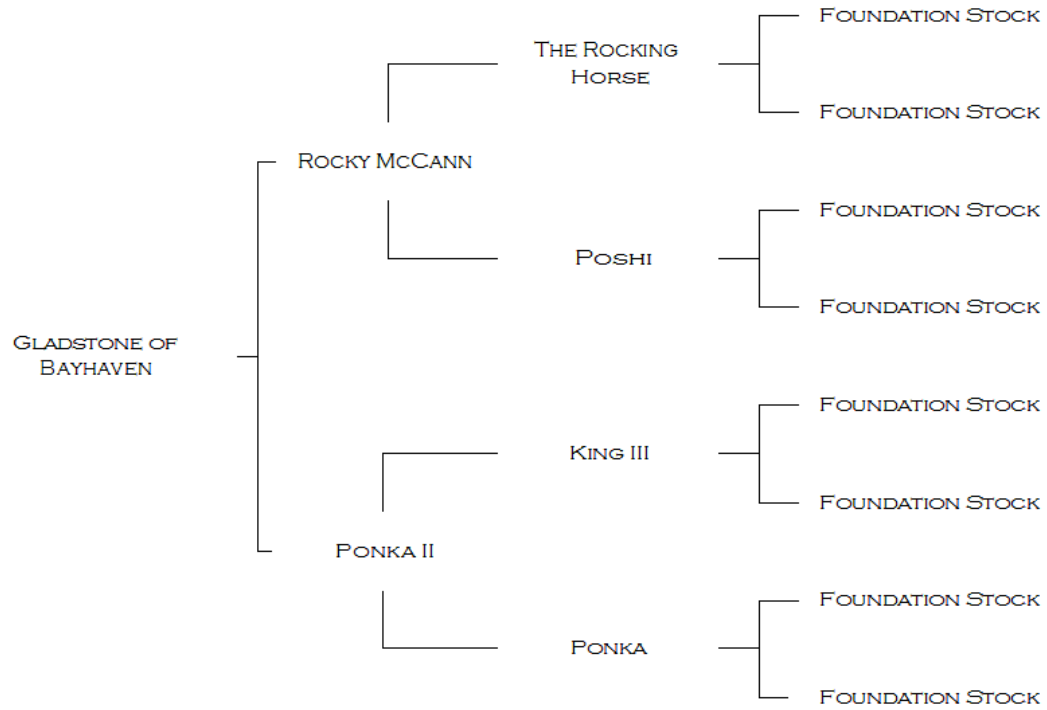 Foundation Stock
The Rocking
Horse
Foundation Stock
Rocky McCann
Foundation Stock
Poshi
Foundation Stock
Gladstone of
Bayhaven
Foundation Stock
King III
Foundation Stock
Ponka II
Foundation Stock
Ponka
Foundation Stock